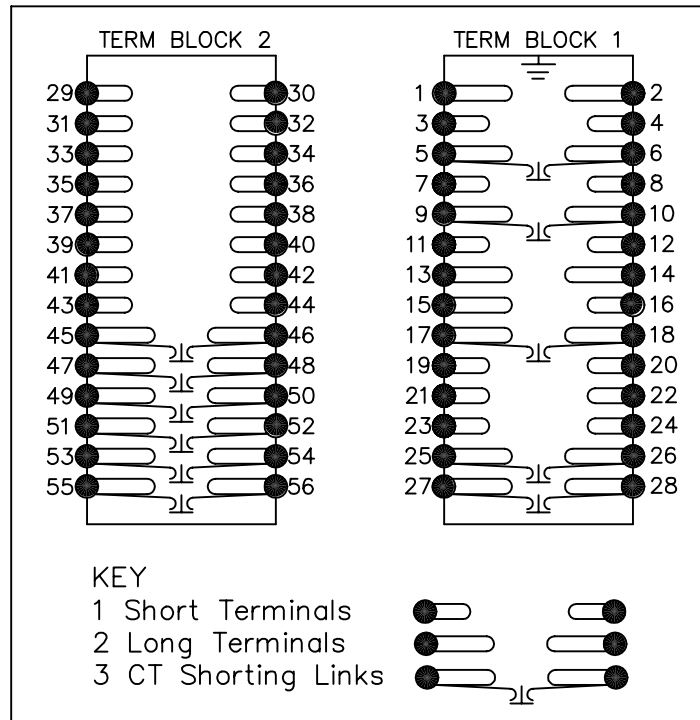 TERM BLOCK 2 TERM BLOCK 1
29 30 1 2
31 32 3 4
33 34 5 6
35 36 7 8
37 38 9 10
39 40 11 12
41 42 13 14
43 44 15 16
45 46 17 18
47 48 19 20
49 50 21 22
51 52 23 24
53 54 25 26
55 56 27 28
KEY
1 Short Terminals
2 Long Terminals
3 CT Shorting Links